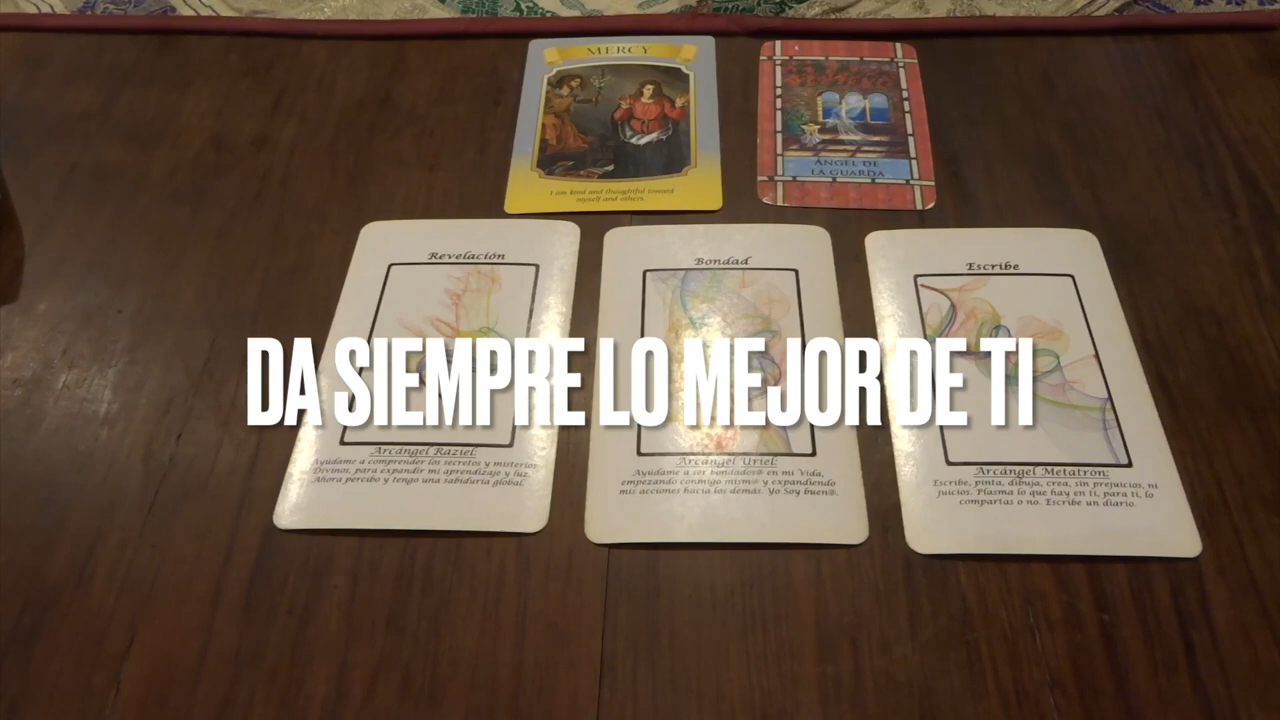 MERCY
I am kind and thoughtful toward
myself and others.
ÁNGEL DE
LA GUARDA
Revelación
Arcángel Raziel:
Ayúdame a comprender los secretos y misterios
Divinos, para expandir mi aprendizaje y luz.
Ahora percibo y tengo una sabiduría global.
Bondad
Arcángel Uriel:
Ayúdame a ser bondados@ en mi Vida,
empezando conmigo mism@ y expandiendo
mis acciones hacia los demás. Yo Soy buen@.
Escribe
Arcángel Metatrón:
Escribe, pinta, dibuja, crea, sin prejuicios, ni
juicios. Plasma lo que hay en ti, para ti, lo
compartas o no. Escribe un diario.
DA SIEMPRE LO MEJOR DE TI